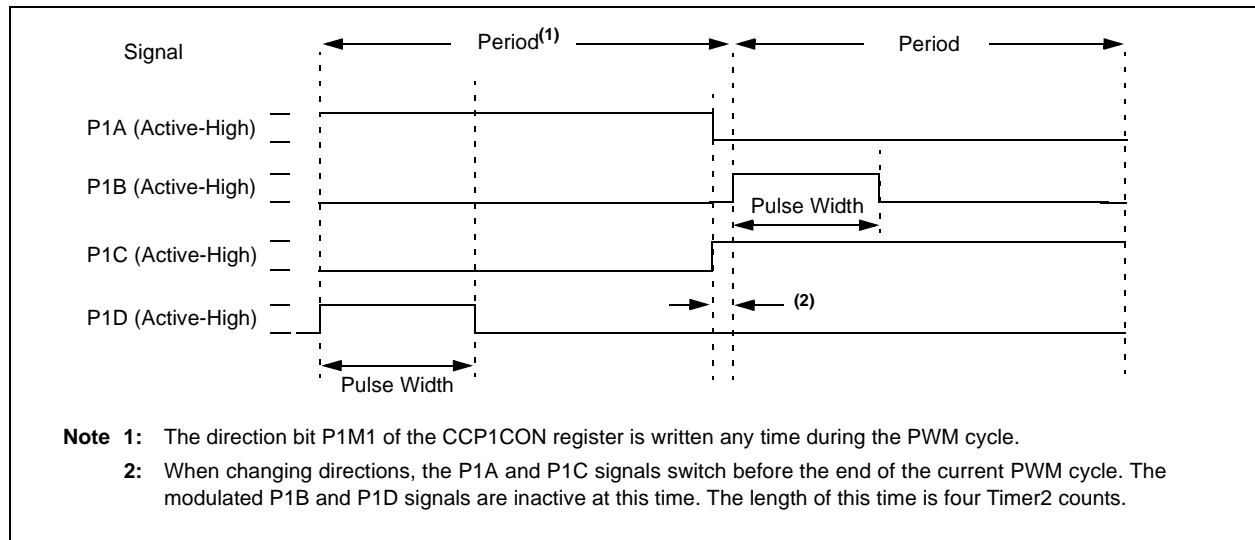 Signal
Period(1)
Period
P1A (Active-High)
P1B (Active-High)
Pulse Width
P1C (Active-High)
(2)
P1D (Active-High)
Pulse Width
Note 1: The direction bit P1M1 of the CCP1CON register is written any time during the PWM cycle.
2: When changing directions, the P1A and P1C signals switch before the end of the current PWM cycle. The
modulated P1B and P1D signals are inactive at this time. The length of this time is four Timer2 counts.